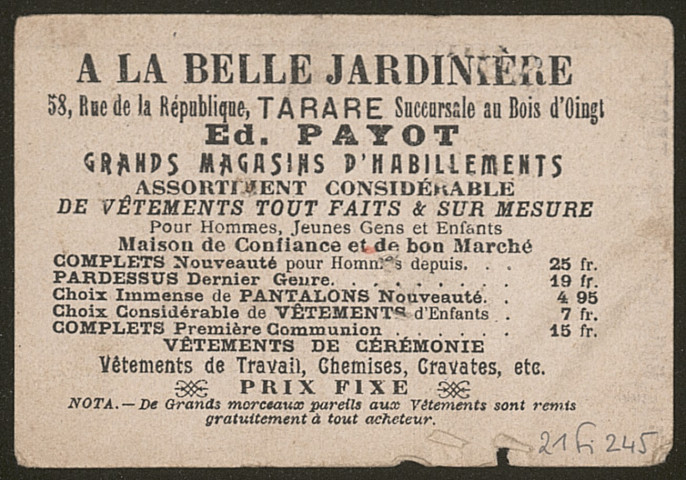 A LA BELLE JARDINIÈRE
58, Rue de la République, TARARE Succursale au Bois d'Oingt
Ed. PAYOT
GRANDS MAGASINS D'HABILLEMENTS
ASSORTIMENT CONSIDÉRABLE
DE VÊTEMENTS TOUT FAITS & SUR MESURE
Pour Hommes, Jeunes Gens et Enfants
Maison de Confiance et de bon Marché
COMPLETS Nouveauté pour Hommes depuis. . . 25 fr.
PARDESSUS Dernier Genre. . . . . . . . . 19 fr.
Choix Immense de PANTALONS Nouveauté. . 4 95
Choix Considérable de VÊTEMENTS d'Enfants . 7 fr.
COMPLETS Première Communion . . . . . . 15 fr.
VÊTEMENTS DE CÉRÉMONIE
Vêtements de Travail, Chemises, Cravates, etc.
PRIX FIXE
NOTA. — De Grands morceaux pareils aux Vêtements sont remis
gratuitement à tout acheteur.
21 Fi 245